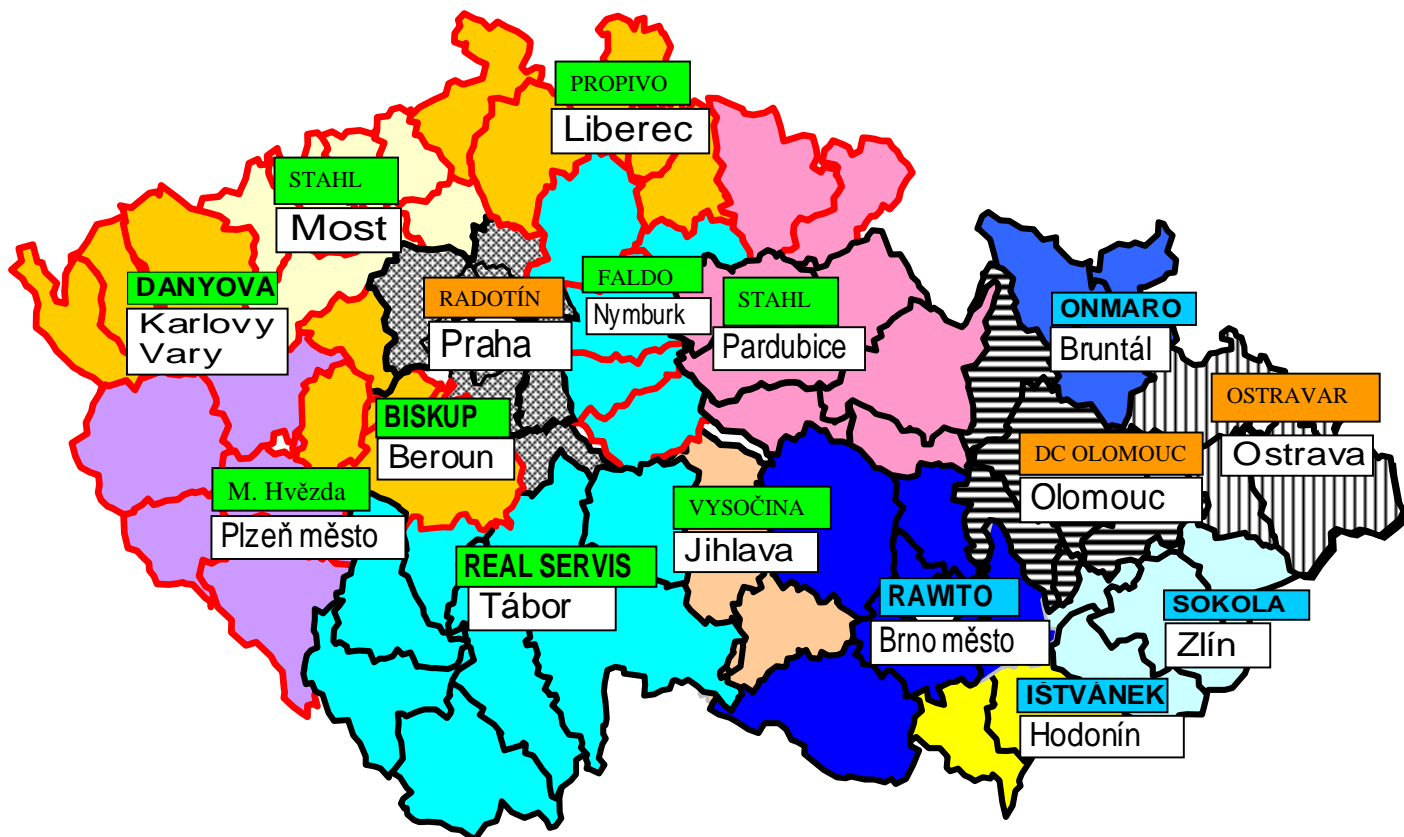 PROPIVO
Liberec
STAHL
Most
DANYOVA
Karlovy
Vary
RADOTÍN
Praha
FALDO
Nymburk
STAHL
Pardubice
ONMARO
Bruntál
OSTRAVAR
Ostrava
BISKUP
Beroun
DC OLOMOUC
Olomouc
M. Hvězda
Plzeň město
VYSOČINA
Jihlava
REAL SERVIS
Tábor
RAWITO
Brno město
SOKOLA
Zlín
IŠTVÁNEK
Hodonín